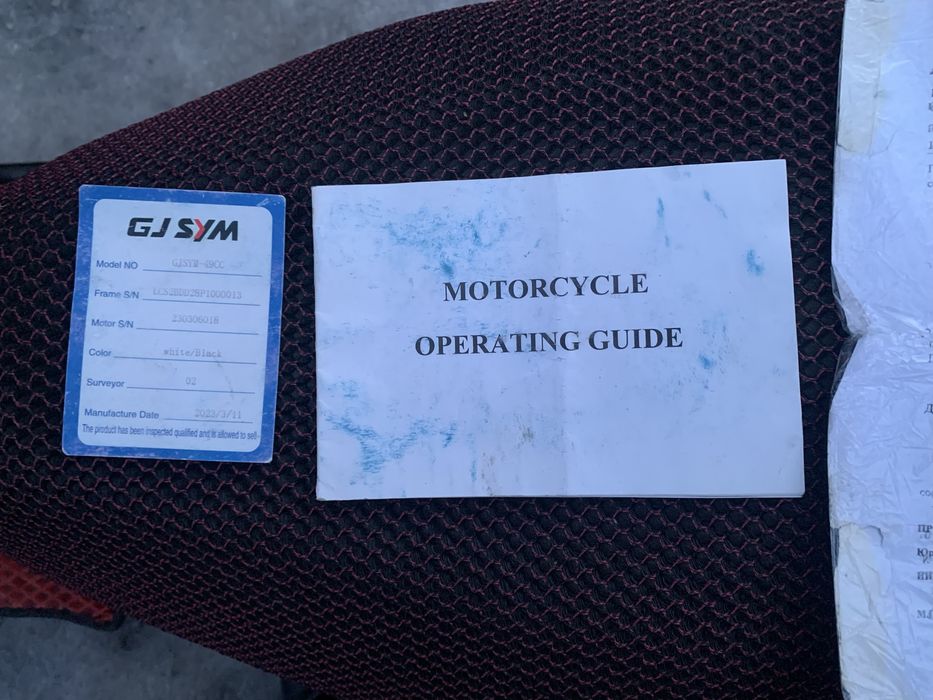 GJ SYM
Model NO GJSYM-49CC
Frame S/N
Motor S/N 230306018
Color white/Black
Surveyor 02
Manufacture Date 2023/3/11
The product has been inspected qualified and is allowed to sell
MOTORCYCLE
OPERATING GUIDE